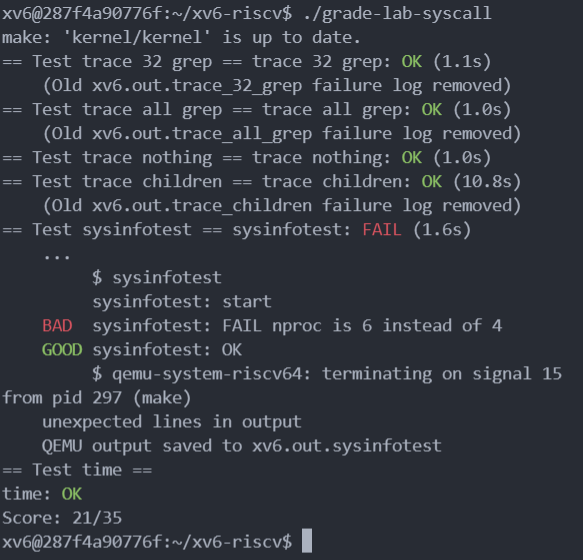 xv6@287f4a90776f:~/xv6-riscv$ ./grade-lab-syscall
make: 'kernel/kernel' is up to date.
== Test trace 32 grep == trace 32 grep: OK (1.1s)
    (Old xv6.out.trace_32_grep failure log removed)
== Test trace all grep == trace all grep: OK (1.0s)
    (Old xv6.out.trace_all_grep failure log removed)
== Test trace nothing == trace nothing: OK (1.0s)
== Test trace children == trace children: OK (10.8s)
    (Old xv6.out.trace_children failure log removed)
== Test sysinfotest == sysinfotest: FAIL (1.6s)
    ...
         $ sysinfotest
         sysinfotest: start
    BAD  sysinfotest: FAIL nproc is 6 instead of 4
    GOOD sysinfotest: OK
         $ qemu-system-riscv64: terminating on signal 15
from pid 297 (make)
    unexpected lines in output
    QEMU output saved to xv6.out.sysinfotest
== Test time ==
time: OK
Score: 21/35
xv6@287f4a90776f:~/xv6-riscv$